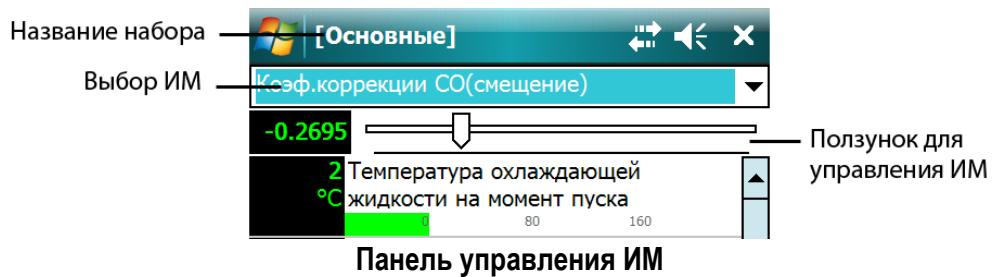 Название набора
[Основные]
Выбор ИМ
Коэф.коррекции СО(смещение)
-0.2695
Ползунок для
управления ИМ
2 Температура охлаждающей
°C жидкости на момент пуска
0 80 160
Панель управления ИМ